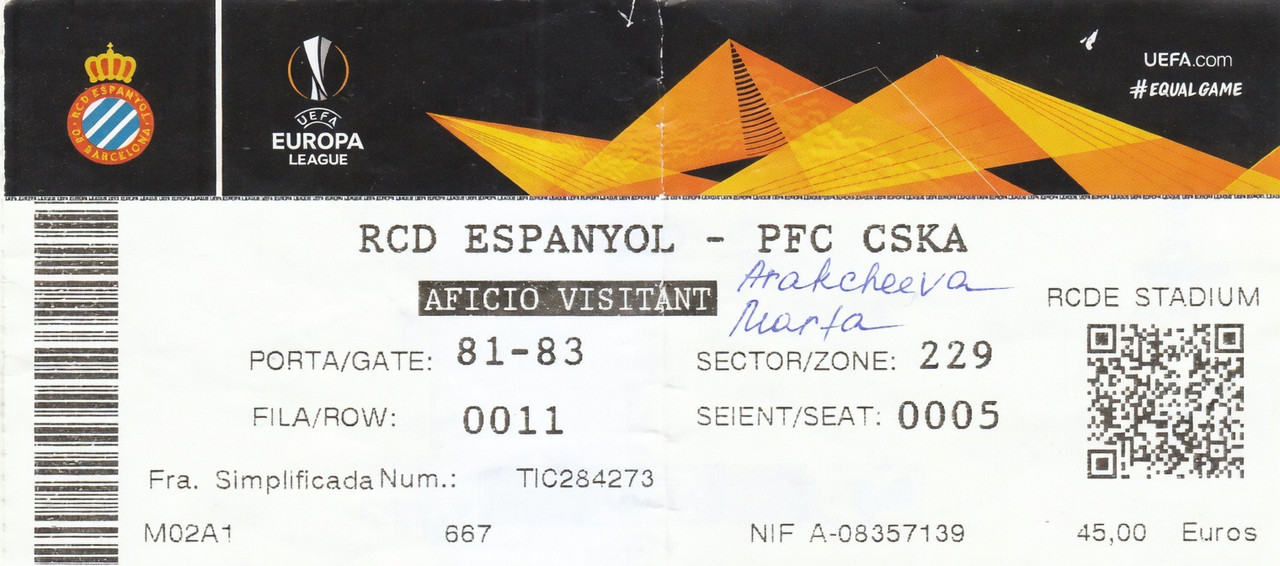 RCD ESPANYOL
DE BARCELONA
UEFA
EUROPA
LEAGUE
UEFA.com
#EQUALGAME
RCD ESPANYOL - PFC CSKA
AFICIO VISITANT
Arakcheeva
Marta
RCDE STADIUM
PORTA/GATE: 81-83
SECTOR/ZONE: 229
FILA/ROW: 0011
SEIENT/SEAT: 0005
Fra. Simplificada Num.: TIC284273
M02A1 667 NIF A-08357139 45,00 Euros